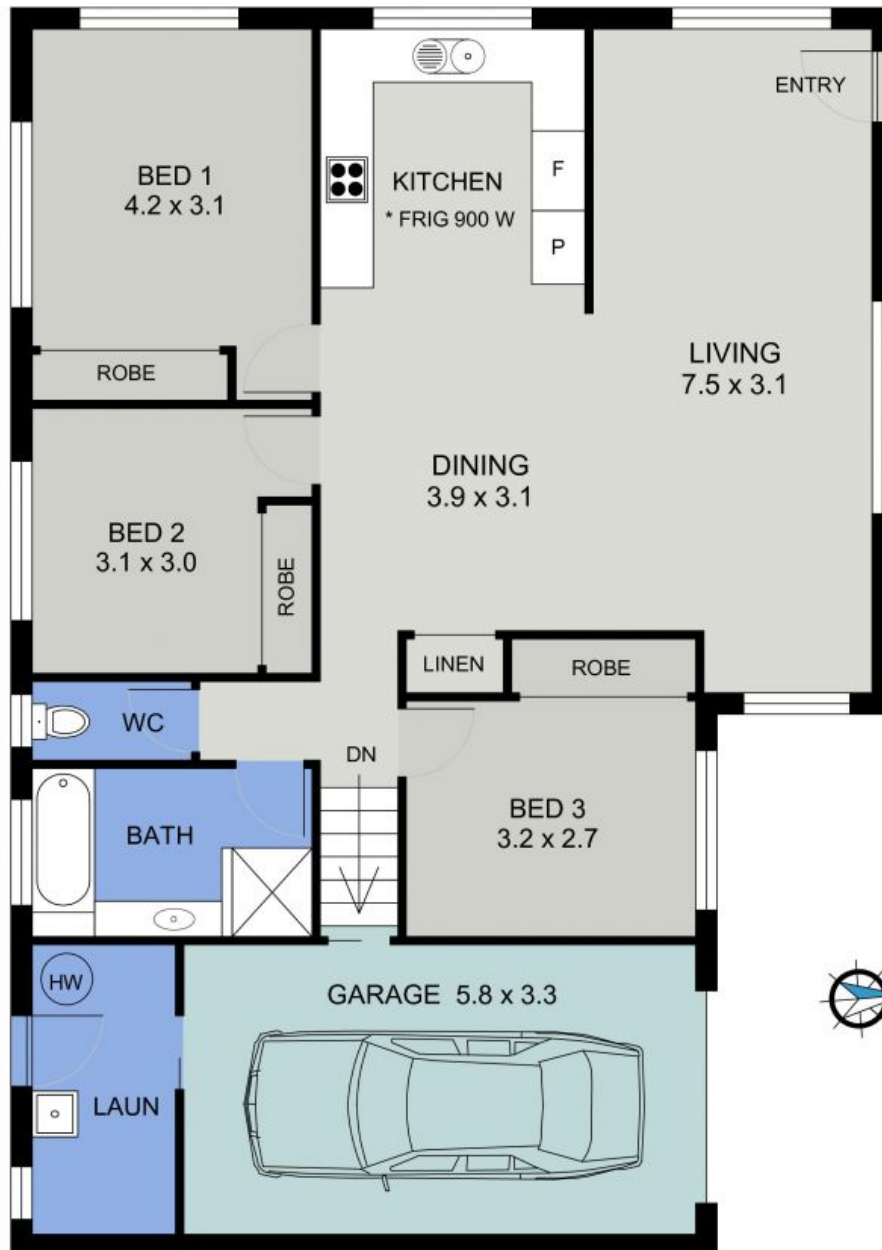 ENTRY
BED 1
4.2 x 3.1
KITCHEN
* FRIG 900 W
F
P
ROBE
LIVING
7.5 x 3.1
DINING
3.9 x 3.1
BED 2
3.1 x 3.0
ROBE
LINEN
ROBE
WC
DN
BED 3
3.2 x 2.7
BATH
HW
GARAGE 5.8 x 3.3
LAUN